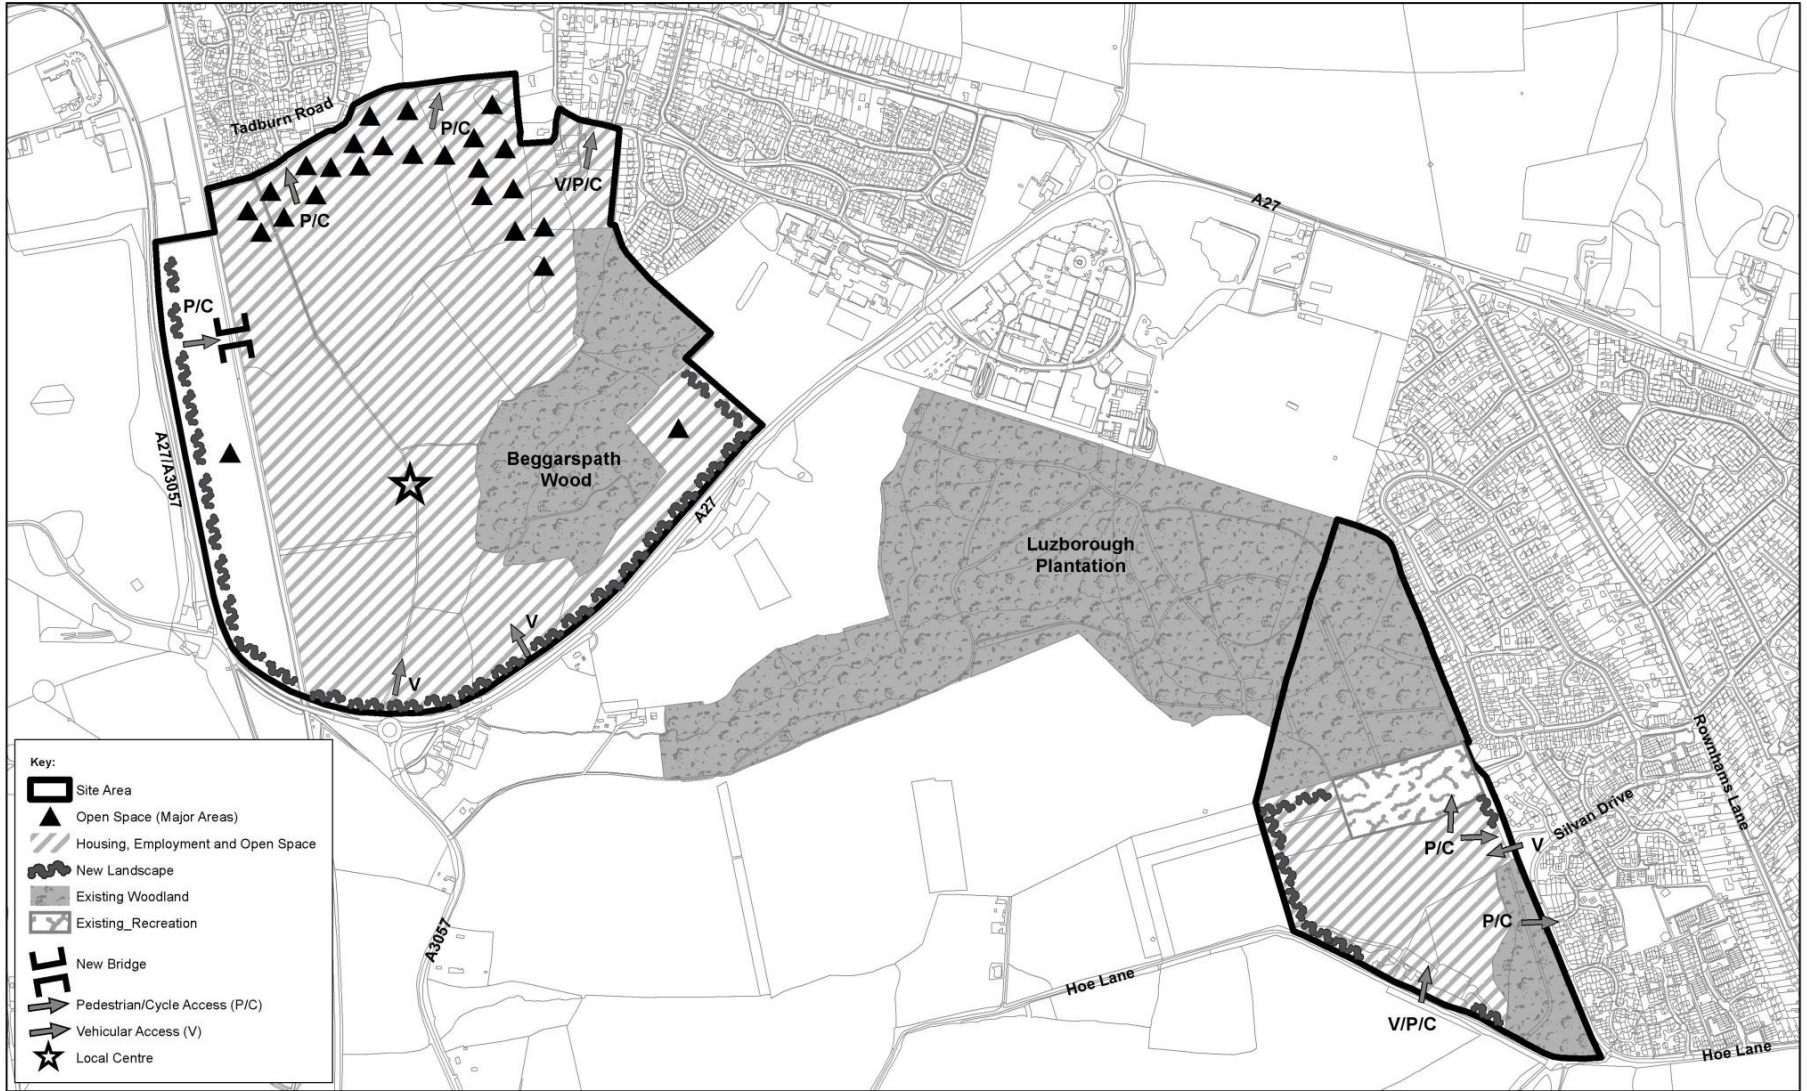 Tadburn Road
P/C
P/C
V/P/C
A27
P/C
A27/A3057
Beggarspath
Wood
A27
Luzborough
Plantation
V
V
Rownhams Lane
Silvan Drive
P/C
V
P/C
A3057
Hoe Lane
V/P/C
Hoe Lane
Key:
Site Area
Open Space (Major Areas)
Housing, Employment and Open Space
New Landscape
Existing Woodland
Existing_Recreation
New Bridge
Pedestrian/Cycle Access (P/C)
Vehicular Access (V)
Local Centre